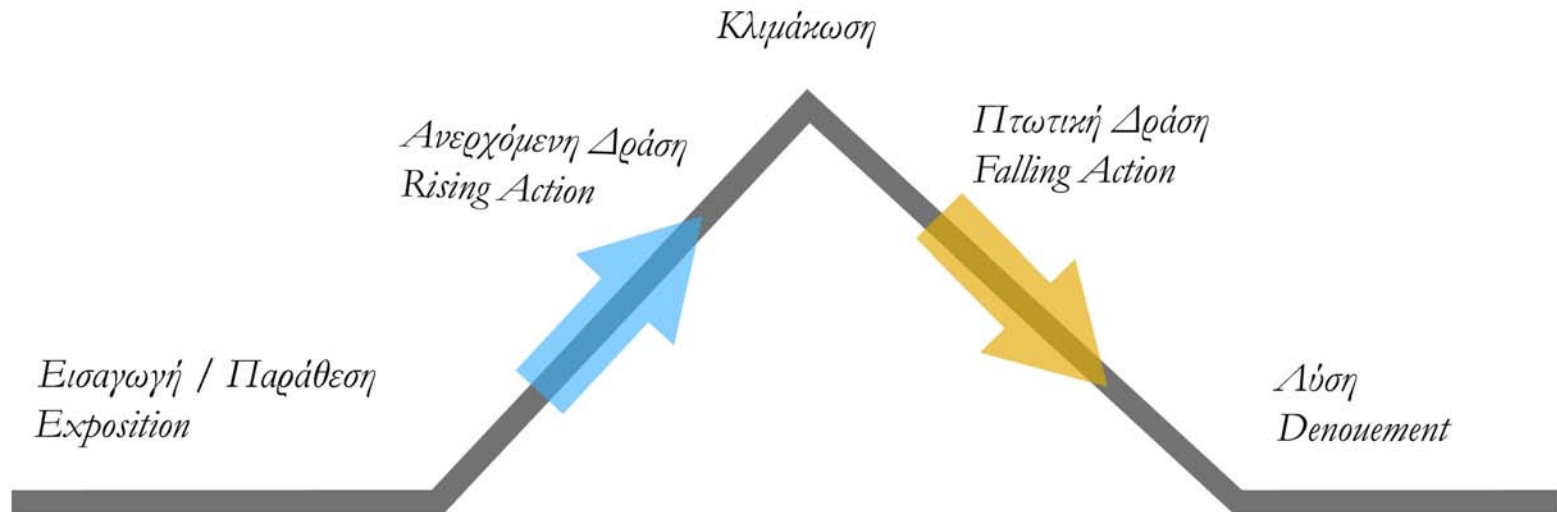 Κλιμάκωση
Ανερχόμενη Δράση
Rising Action
Πτωτική Δράση
Falling Action
Εισαγωγή / Παράθεση
Exposition
Λύση
Denouement